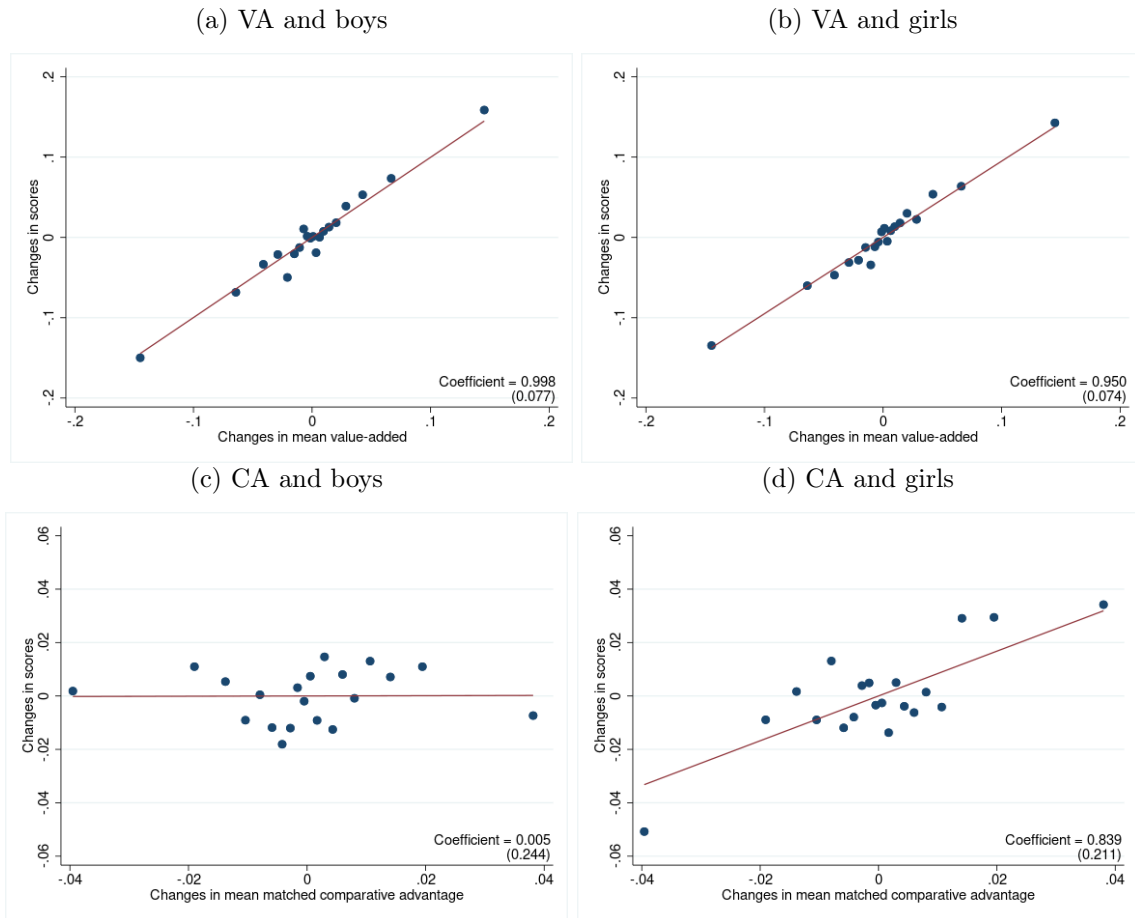 (a) VA and boys
(b) VA and girls
Changes in scores
.2
.1
0
-.1
-.2
Coefficient = 0.998
(0.077)
-.2 -.1 0 .1 .2
Changes in mean value-added
Changes in scores
.2
.1
0
-.1
-.2
Coefficient = 0.950
(0.074)
-.2 -.1 0 .1 .2
Changes in mean value-added
(c) CA and boys
(d) CA and girls
Changes in scores
.06
.04
.02
0
-.02
-.04
-.06
Coefficient = 0.005
(0.244)
-.04 -.02 0 .02 .04
Changes in mean matched comparative advantage
Changes in scores
.06
.04
.02
0
-.02
-.04
-.06
Coefficient = 0.839
(0.211)
-.04 -.02 0 .02 .04
Changes in mean matched comparative advantage